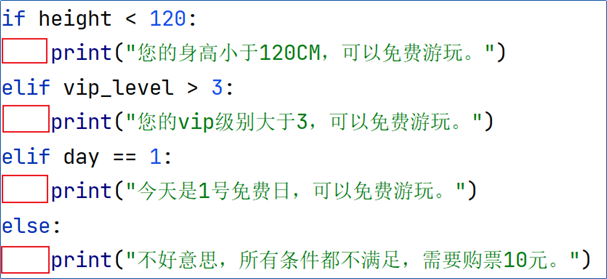 if height < 120:
    print("您的身高小于120CM，可以免费游玩。")
elif vip_level > 3:
    print("您的vip级别大于3，可以免费游玩。")
elif day == 1:
    print("今天是1号免费日，可以免费游玩。")
else:
    print("不好意思，所有条件都不满足，需要购票10元。")